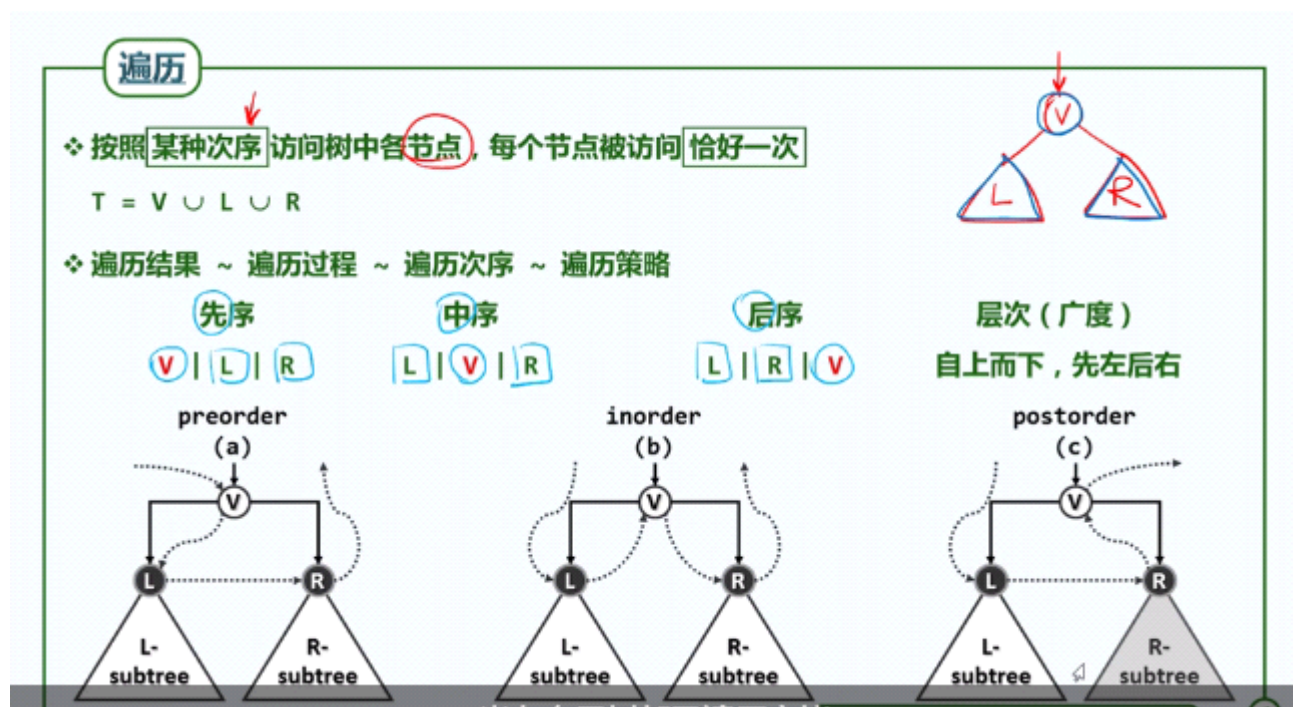 遍历
❖ 按照 某种次序 访问树中各节点，每个节点被访问 恰好一次
T = V ∪ L ∪ R
❖ 遍历结果 ~ 遍历过程 ~ 遍历次序 ~ 遍历策略
先序 中序 后序 层次（广度）
V | L | R L | V | R L | R | V 自上而下，先左后右
V
L R
preorder inorder postorder
(a) (b) (c)
V V V
L R L R L R
L- R- L- R- L- R-
subtree subtree subtree subtree subtree subtree